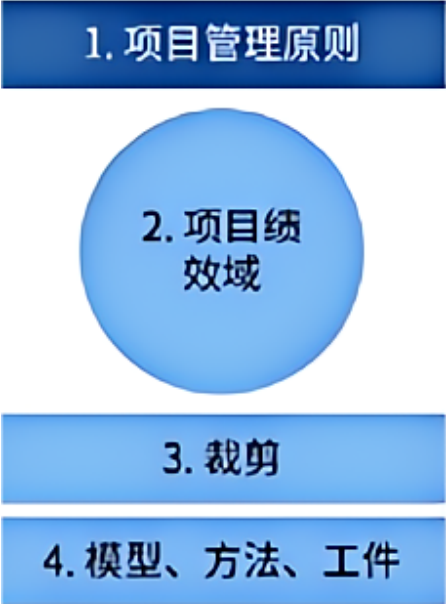 1. 项目管理原则
2. 项目绩
效域
3. 裁剪
4. 模型、方法、工件